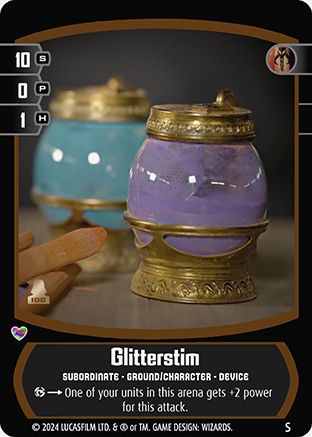 10 S
0 P
1 H
IDC
Glitterstim
SUBORDINATE - GROUND/CHARACTER - DEVICE
One of your units in this arena gets +2 power
for this attack.
© 2024 LUCASFILM LTD. & ® or TM. GAME DESIGN: WIZARDS.
S